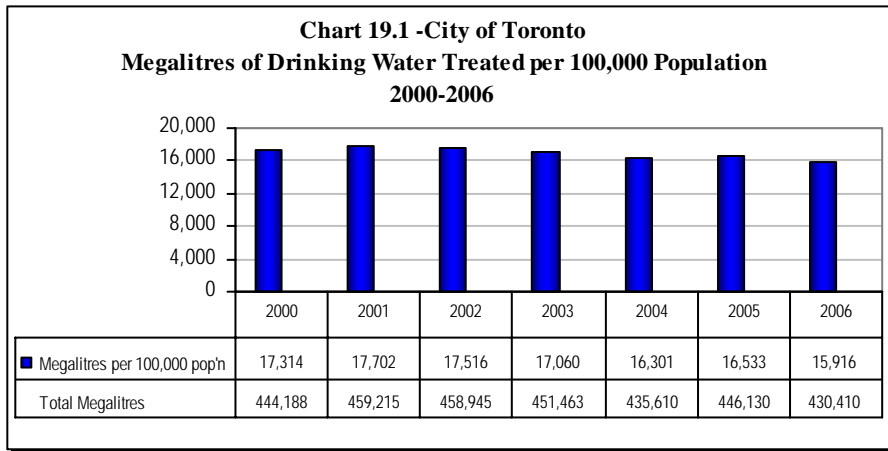 Chart 19.1 -City of Toronto
Megalitres of Drinking Water Treated per 100,000 Population
2000-2006
20,000
16,000
12,000
8,000
4,000
0
2000 2001 2002 2003 2004 2005 2006
Megalitres per 100,000 pop'n 17,314 17,702 17,516 17,060 16,301 16,533 15,916
Total Megalitres 444,188 459,215 458,945 451,463 435,610 446,130 430,410